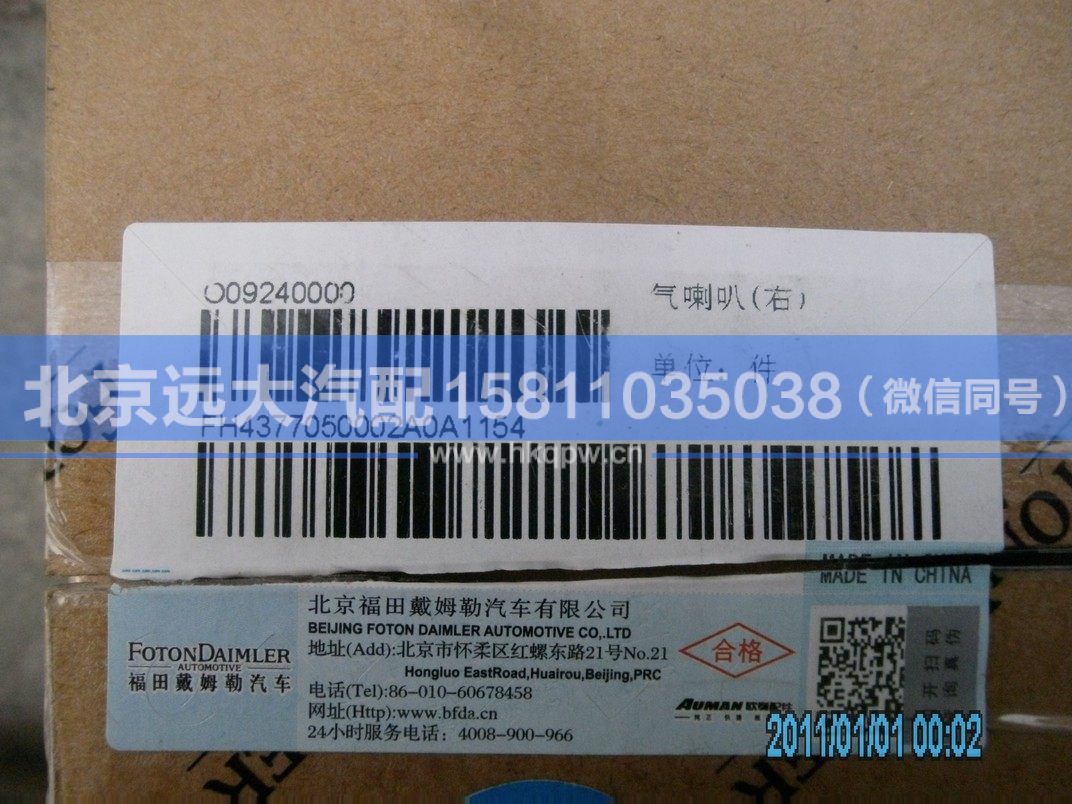 O09240000
气喇叭(右)
单位: 件
北京远大汽配 15811035038（微信同号）
FH4377050002A0A1154
www.hkqpw.cn
MADE IN CHINA
北京福田戴姆勒汽车有限公司
BEIJING FOTON DAIMLER AUTOMOTIVE CO,.LTD
地址(Add):北京市怀柔区红螺东路21号No.21
Hongluo EastRoad,Huairou,Beijing,PRC
电话(Tel):86-010-60678458
网址(Http):www.bfda.cn
24小时服务电话：4008-900-966
FOTONDAIMLER
AUTOMOTIVE
福田戴姆勒汽车
合格
AUMAN 欧曼配件
2011/01/01 00:02